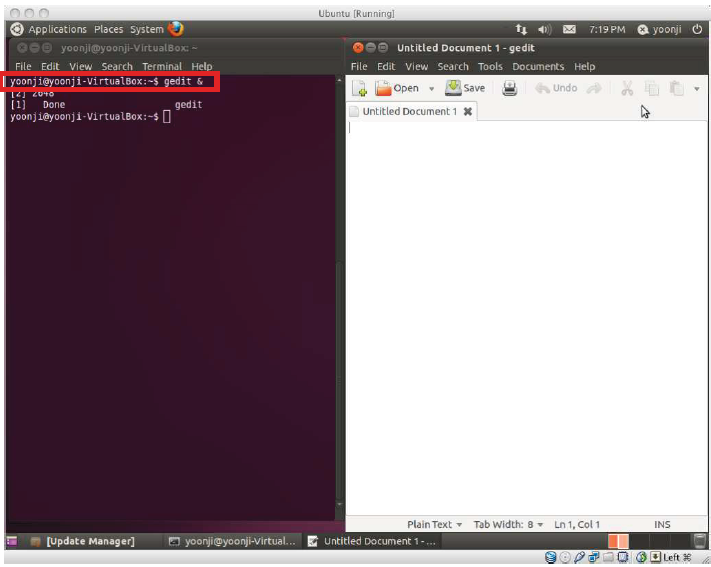 Ubuntu [Running]
Applications Places System 7:19 PM yoonji
yoonji@yoonji-VirtualBox: ~
File Edit View Search Terminal Help
yoonji@yoonji-VirtualBox:~$ gedit &
[2] 2648
[1] Done gedit
yoonji@yoonji-VirtualBox:~$
Untitled Document 1 - gedit
File Edit View Search Tools Documents Help
Open Save Undo
Untitled Document 1
Plain Text Tab Width: 8 Ln 1, Col 1 INS
[Update Manager] yoonji@yoonji-Virtual... Untitled Document 1 - ...
Left ⌘